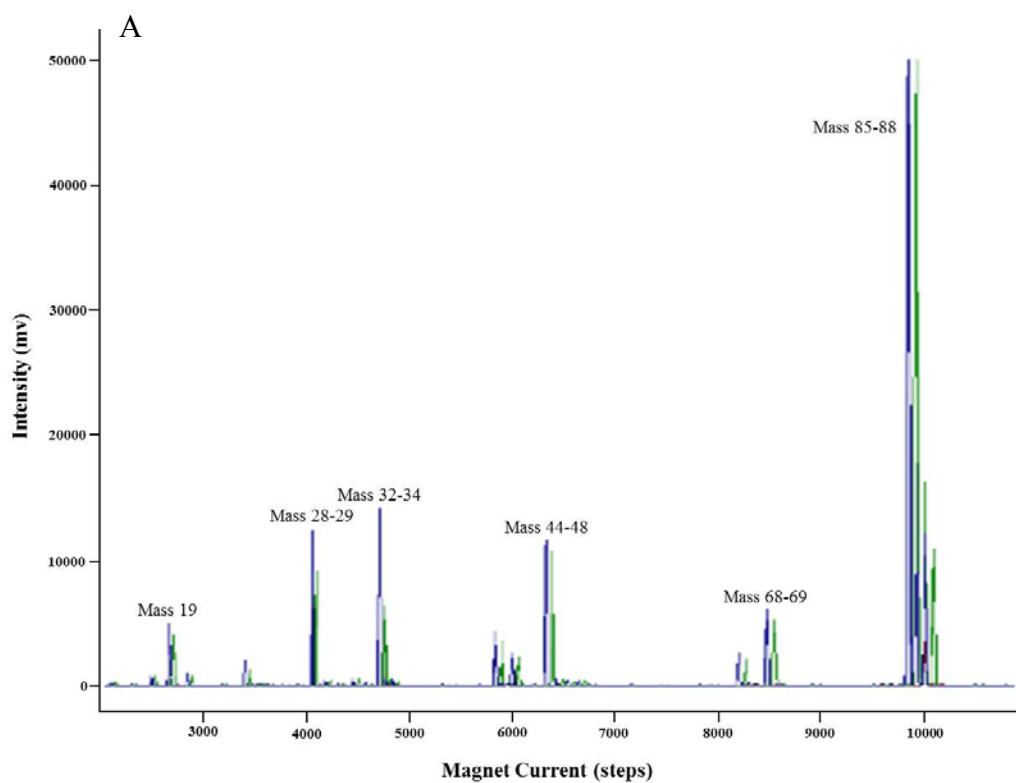 A
50000
Mass 85-88
40000
30000
Intensity (mv)
20000
Mass 32-34
Mass 28-29
Mass 44-48
10000
Mass 19
Mass 68-69
0
3000 4000 5000 6000 7000 8000 9000 10000
Magnet Current (steps)